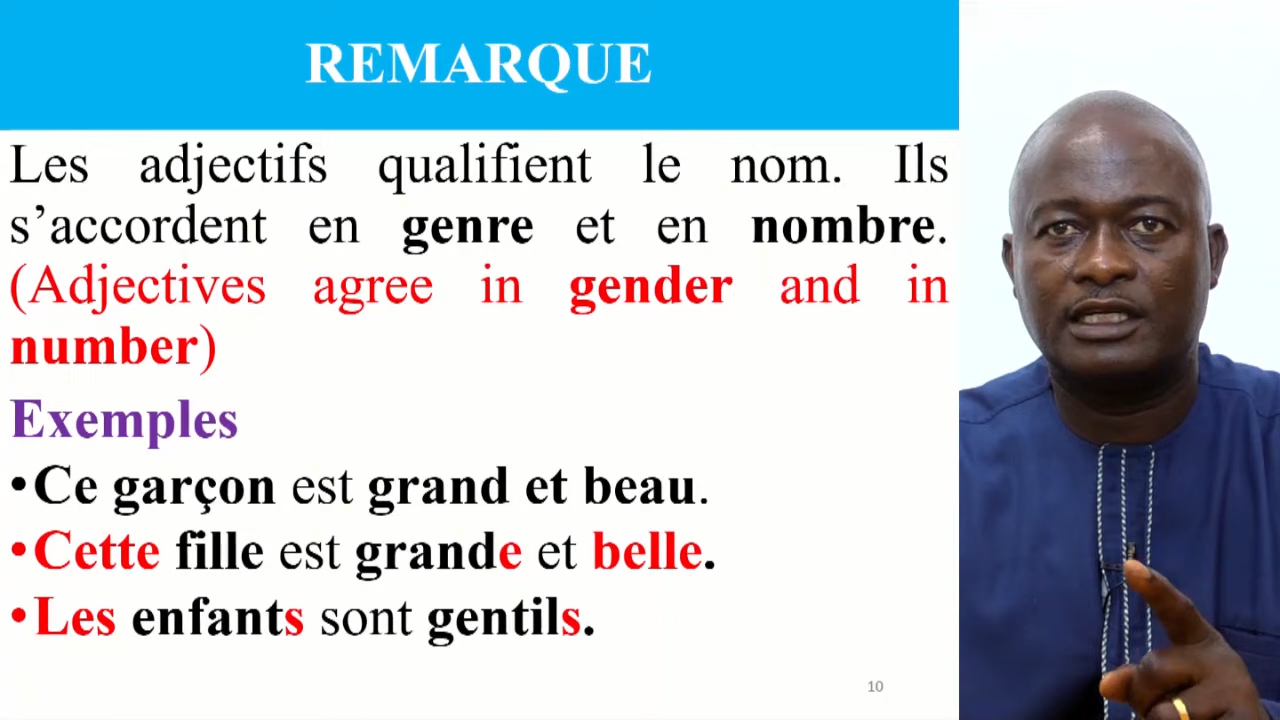 REMARQUE
Les adjectifs qualifient le nom. Ils
s’accordent en genre et en nombre.
(Adjectives agree in gender and in
number)
Exemples
•Ce garçon est grand et beau.
•Cette fille est grande et belle.
•Les enfants sont gentils.
10